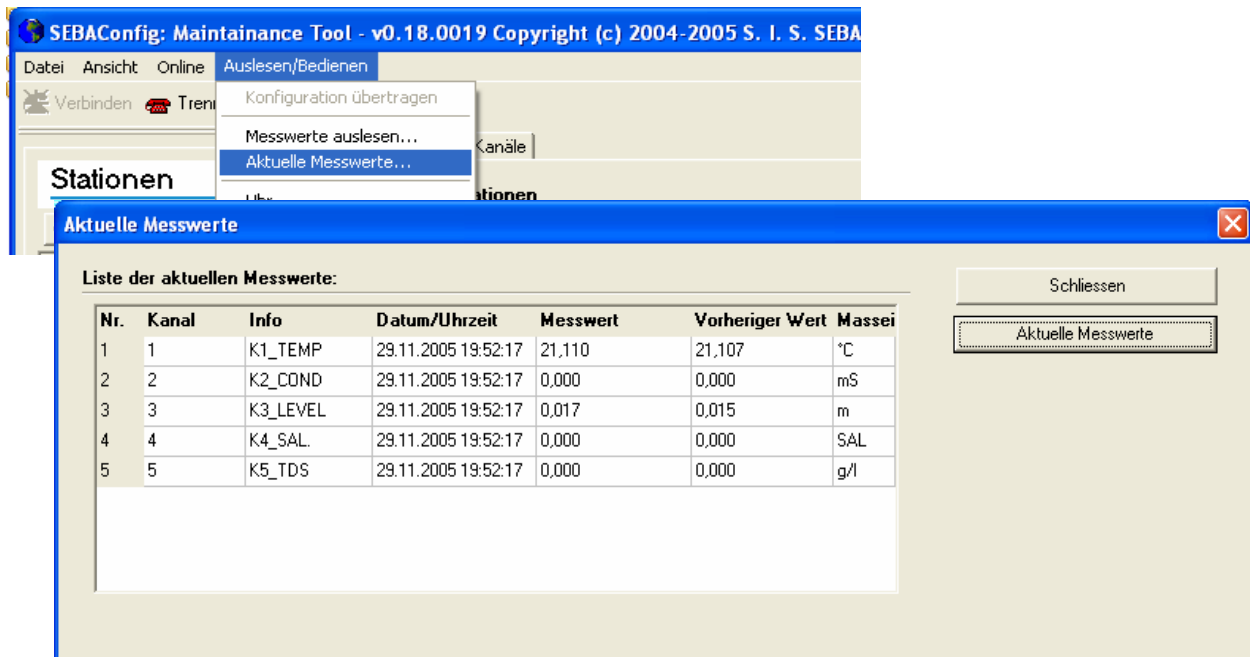 SEBAConfig: Maintainance Tool - v0.18.0019 Copyright (c) 2004-2005 S. I. S. SEBA
Datei Ansicht Online Auslesen/Bedienen
Verbinden Konfiguration übertragen
Messwerte auslesen... Kanäle
Aktuelle Messwerte...
Stationen
Uhr
Aktuelle Messwerte
Liste der aktuellen Messwerte:
Schliessen
Aktuelle Messwerte
Nr. Kanal Info Datum/Uhrzeit Messwert Vorheriger Wert Massei
1 1 K1_TEMP 29.11.2005 19:52:17 21,110 21,107 °C
2 2 K2_COND 29.11.2005 19:52:17 0,000 0,000 mS
3 3 K3_LEVEL 29.11.2005 19:52:17 0,017 0,015 m
4 4 K4_SAL. 29.11.2005 19:52:17 0,000 0,000 SAL
5 5 K5_TDS 29.11.2005 19:52:17 0,000 0,000 g/l